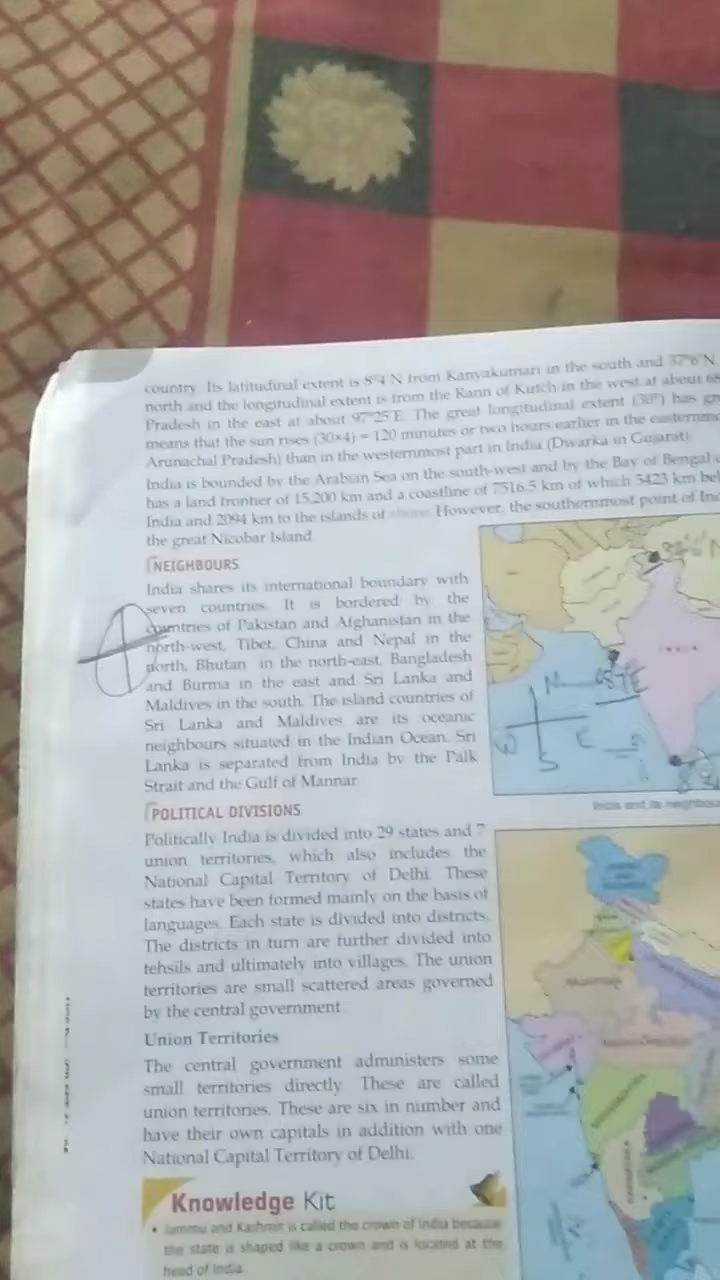 country. Its latitudinal extent is 8°4'N from Kanyakumari in the south and 37°6'N
north and the longitudinal extent is from the Rann of Kutch in the west at about 68
Pradesh in the east at about 97°25'E. The great longitudinal extent (30°) has
means that the sun rises (30×4) = 120 minutes or two hours earlier in the
Arunachal Pradesh) than in the westernmost part in India (Dwarka in Gujarat).
India is bounded by the Arabian Sea on the south-west and by the Bay of Bengal
has a land frontier of 15,200 km and a coastline of 7516.5 km of which 5423 km
India and 2094 km to the islands of shore. However, the southernmost point of
the great Nicobar Island.
NEIGHBOURS
India shares its international boundary with
seven countries. It is bordered by the
countries of Pakistan and Afghanistan in the
north-west, Tibet, China and Nepal in the
north, Bhutan in the north-east, Bangladesh
and Burma in the east and Sri Lanka and
Maldives in the south. The island countries of
Sri Lanka and Maldives are its oceanic
neighbours situated in the Indian Ocean. Sri
Lanka is separated from India by the Palk
Strait and the Gulf of Mannar.
INDIA
N
W
E
S
India and its
POLITICAL DIVISIONS
Politically India is divided into 29 states and 7
union territories, which also includes the
National Capital Territory of Delhi. These
states have been formed mainly on the basis of
languages. Each state is divided into districts.
The districts in turn are further divided into
tehsils and ultimately into villages. The union
territories are small scattered areas governed
by the central government.
Union Territories
The central government administers some
small territories directly. These are called
union territories. These are six in number and
have their own capitals in addition with one
National Capital Territory of Delhi.
Knowledge Kit
• Jammu and Kashmir is called the crown of India because
the state is shaped like a crown and is located at the
head of India.